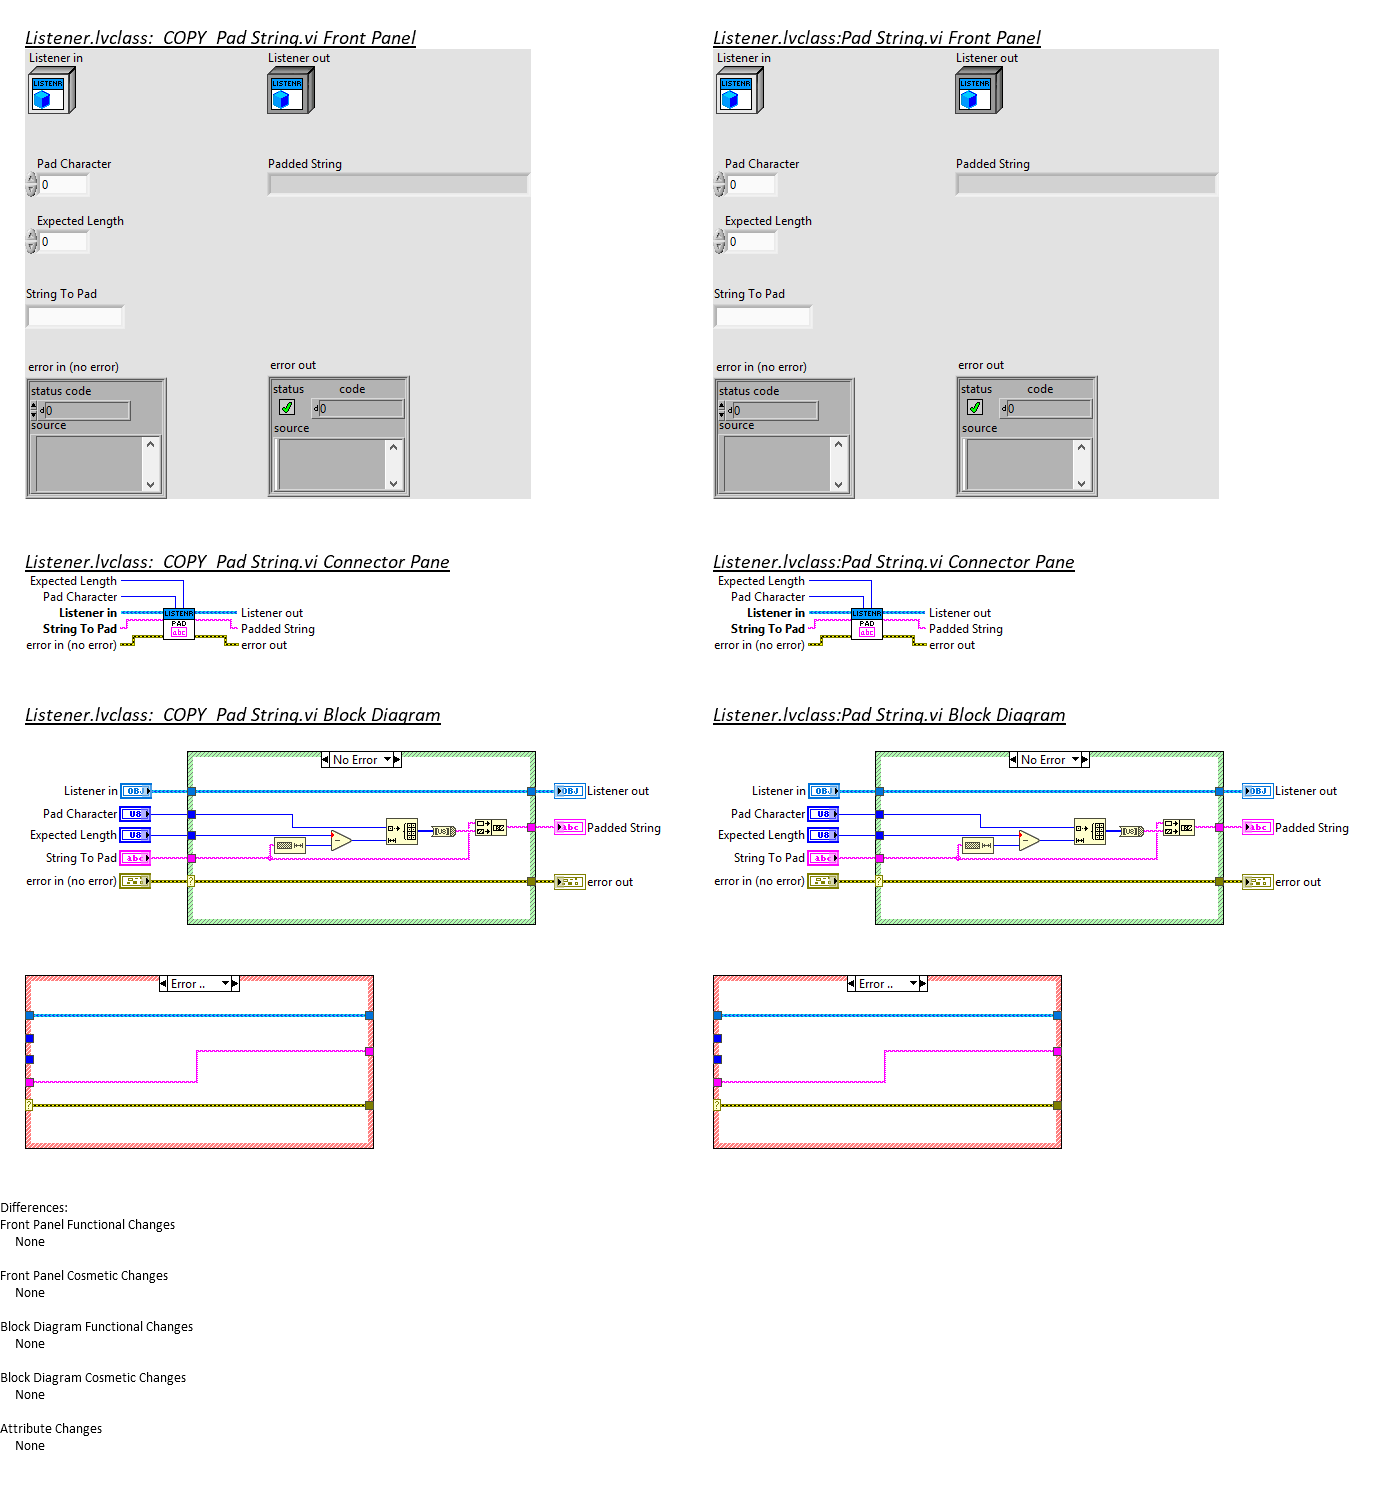 Listener.lvclass:  COPY  Pad String.vi Front Panel
Listener in
Listener out
LISTENR
LISTENR
Pad Character
Padded String
0
Expected Length
0
String To Pad
error in (no error)
error out
status code
status
code
d0
d0
source
source
Listener.lvclass:Pad String.vi Front Panel
Listener in
Listener out
LISTENR
LISTENR
Pad Character
Padded String
0
Expected Length
0
String To Pad
error in (no error)
error out
status code
status
code
d0
d0
source
source
Listener.lvclass:  COPY  Pad String.vi Connector Pane
Expected Length
Pad Character
Listener in
LISTENR
Listener out
String To Pad
PAD
abc
Padded String
error in (no error)
error out
Listener.lvclass:Pad String.vi Connector Pane
Expected Length
Pad Character
Listener in
LISTENR
Listener out
String To Pad
PAD
abc
Padded String
error in (no error)
error out
Listener.lvclass:  COPY  Pad String.vi Block Diagram
No Error
Listener in
OBJ
OBJ
Listener out
Pad Character
U8
Expected Length
U8
[U8]
abc
Padded String
String To Pad
abc
error in (no error)
?
error out
Listener.lvclass:Pad String.vi Block Diagram
No Error
Listener in
OBJ
OBJ
Listener out
Pad Character
U8
Expected Length
U8
[U8]
abc
Padded String
String To Pad
abc
error in (no error)
?
error out
Error ..
?
Error ..
?
Differences:
Front Panel Functional Changes
None
Front Panel Cosmetic Changes
None
Block Diagram Functional Changes
None
Block Diagram Cosmetic Changes
None
Attribute Changes
None